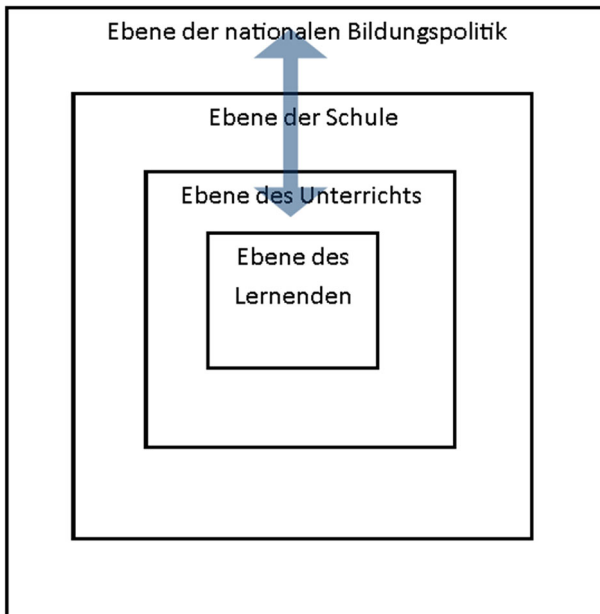 Ebene der nationalen Bildungspolitik
Ebene der Schule
Ebene des Unterrichts
Ebene des
Lernenden